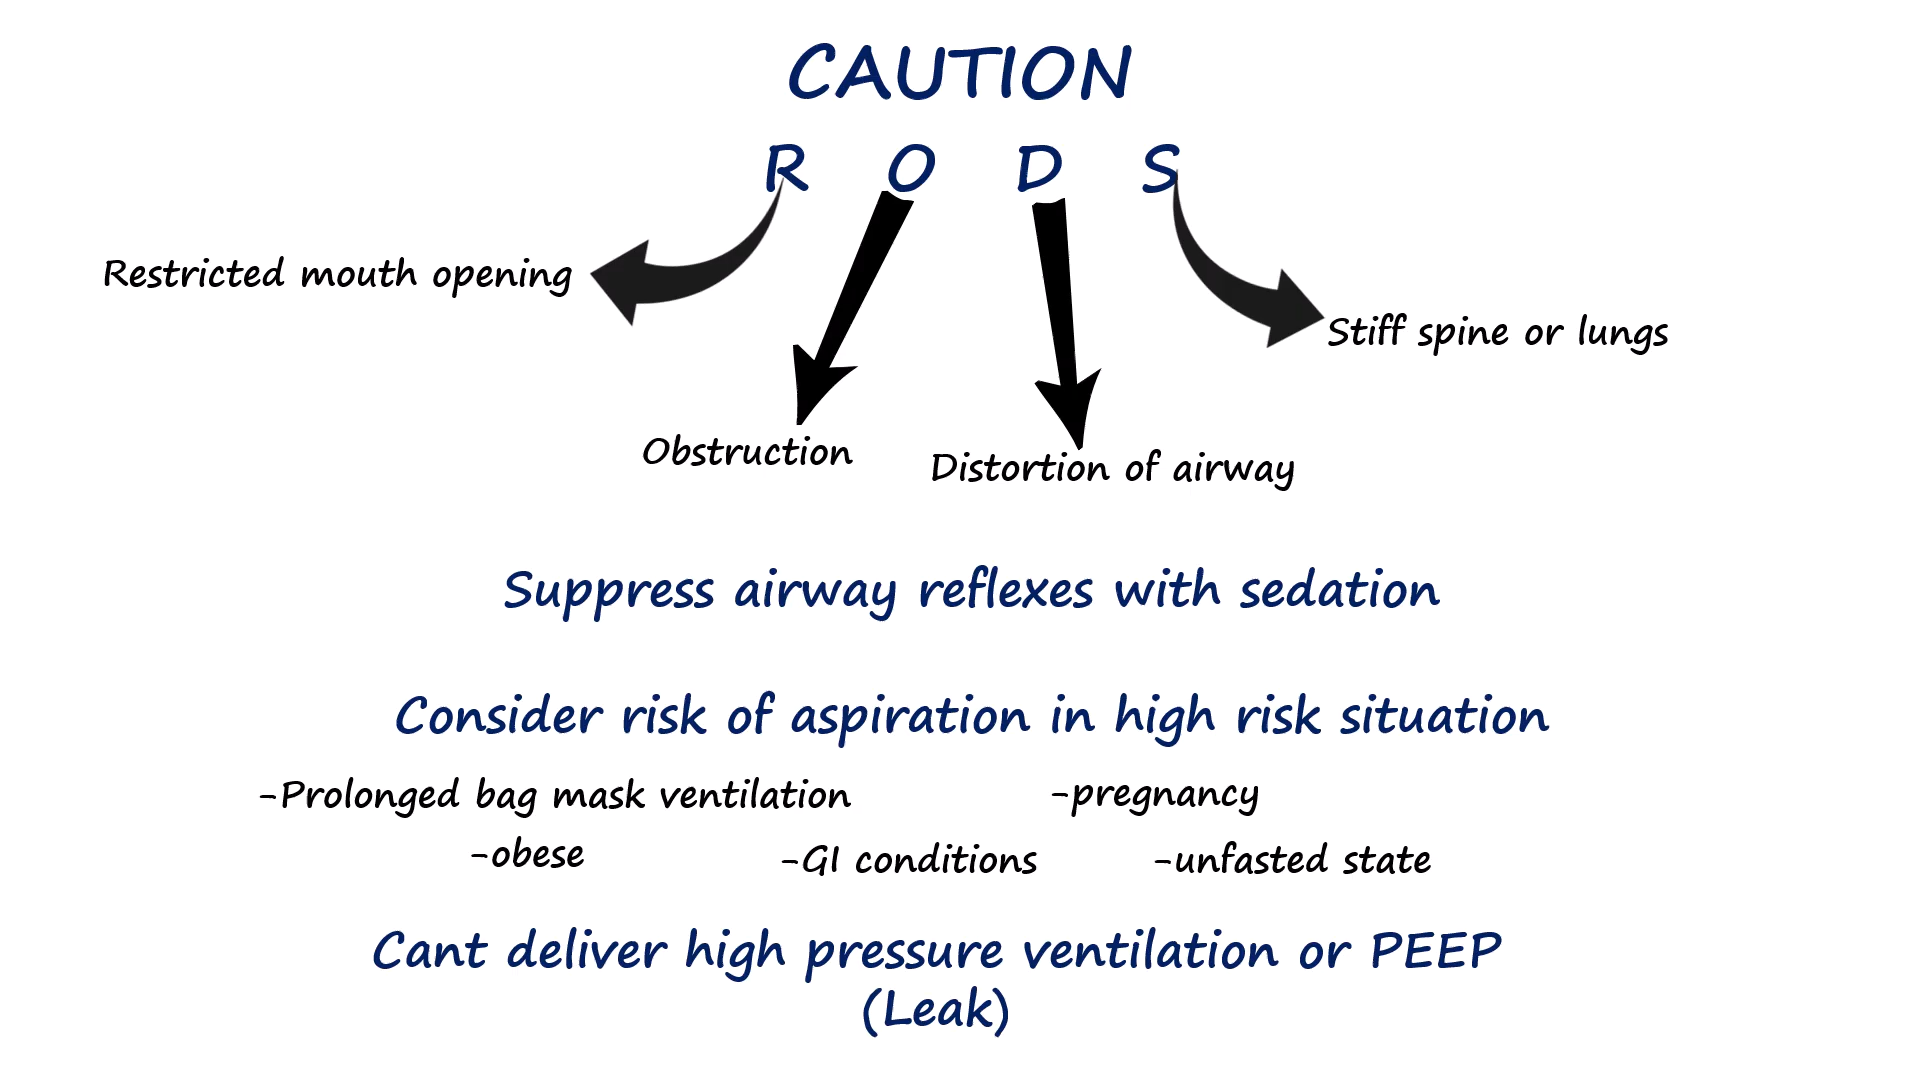 CAUTION
R O D S
Restricted mouth opening
Stiff spine or lungs
Obstruction
Distortion of airway
Suppress airway reflexes with sedation
Consider risk of aspiration in high risk situation
-Prolonged bag mask ventilation
-pregnancy
-obese
-GI conditions
-unfasted state
Cant deliver high pressure ventilation or PEEP
(Leak)